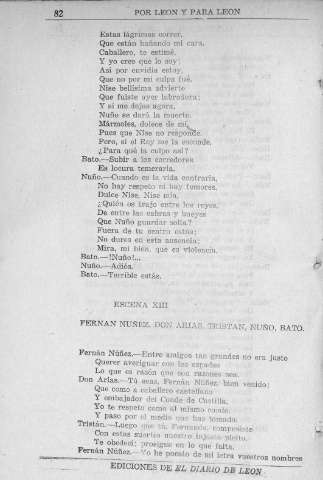 82 POR LEON Y PARA LEON
Estas lágrimas correr,
Que están bañando mi cara.
Caballero, te estimé.
Y yo creo que lo soy;
Así por envidia estoy,
Que no por mi culpa fué.
Nise bellísima advierte
Que fuiste ayer labradora;
Y si me dejas agora,
Nuño se dará la muerte.
Mármoles, doleos de mí,
Pues que Nise no responde.
Pero, si el Rey me la esconde,
¿Para qué la culpo así?
Bato.—Subir a los corredores
Es locura temeraria.
Nuño.—Cuando es la vida contraria,
No hay respeto ni hay temores.
Dulce Nise, Nise mía,
¿Quién os trajo entre los reyes,
De entre las cabras y bueyes
Que Nuño guardar solía?
Fuera de tu centro estás;
No dures en esta ausencia;
Mira, mi bien, que es violencia.
Bato.—!Nuño!...
Nuño.—Adiós.
Bato.—Terrible estás.
ESCENA XIII
FERNAN NUÑEZ, DON ARIAS, TRISTAN, NUÑO, BATO.
Fernán Núñez.—Entre amigos tan grandes no era justo
Querer averiguar con las espadas
Lo que es razón que son razones sea.
Don Arias.—Tú seas, Fernán Núñez, bien venido;
Que como a caballero castellano
Y embajador del Conde de Castilla,
Yo te respeto como al mismo conde.
Y paso por el medio que has tomado.
Tristán.—Luego que tú, Fernando, compusiste
Con estas suertes nuestro injusto pleito,
Te obedecí; prosigue en lo que falta.
Fernán Núñez.—Yo he puesto de mi letra vuestros nombres
EDICIONES DE EL DIARIO DE LEON